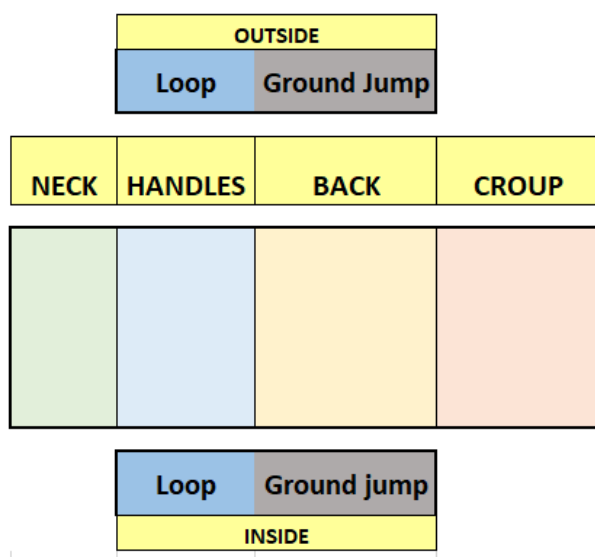 OUTSIDE
Loop Ground Jump
NECK HANDLES BACK CROUP
Loop Ground jump
INSIDE